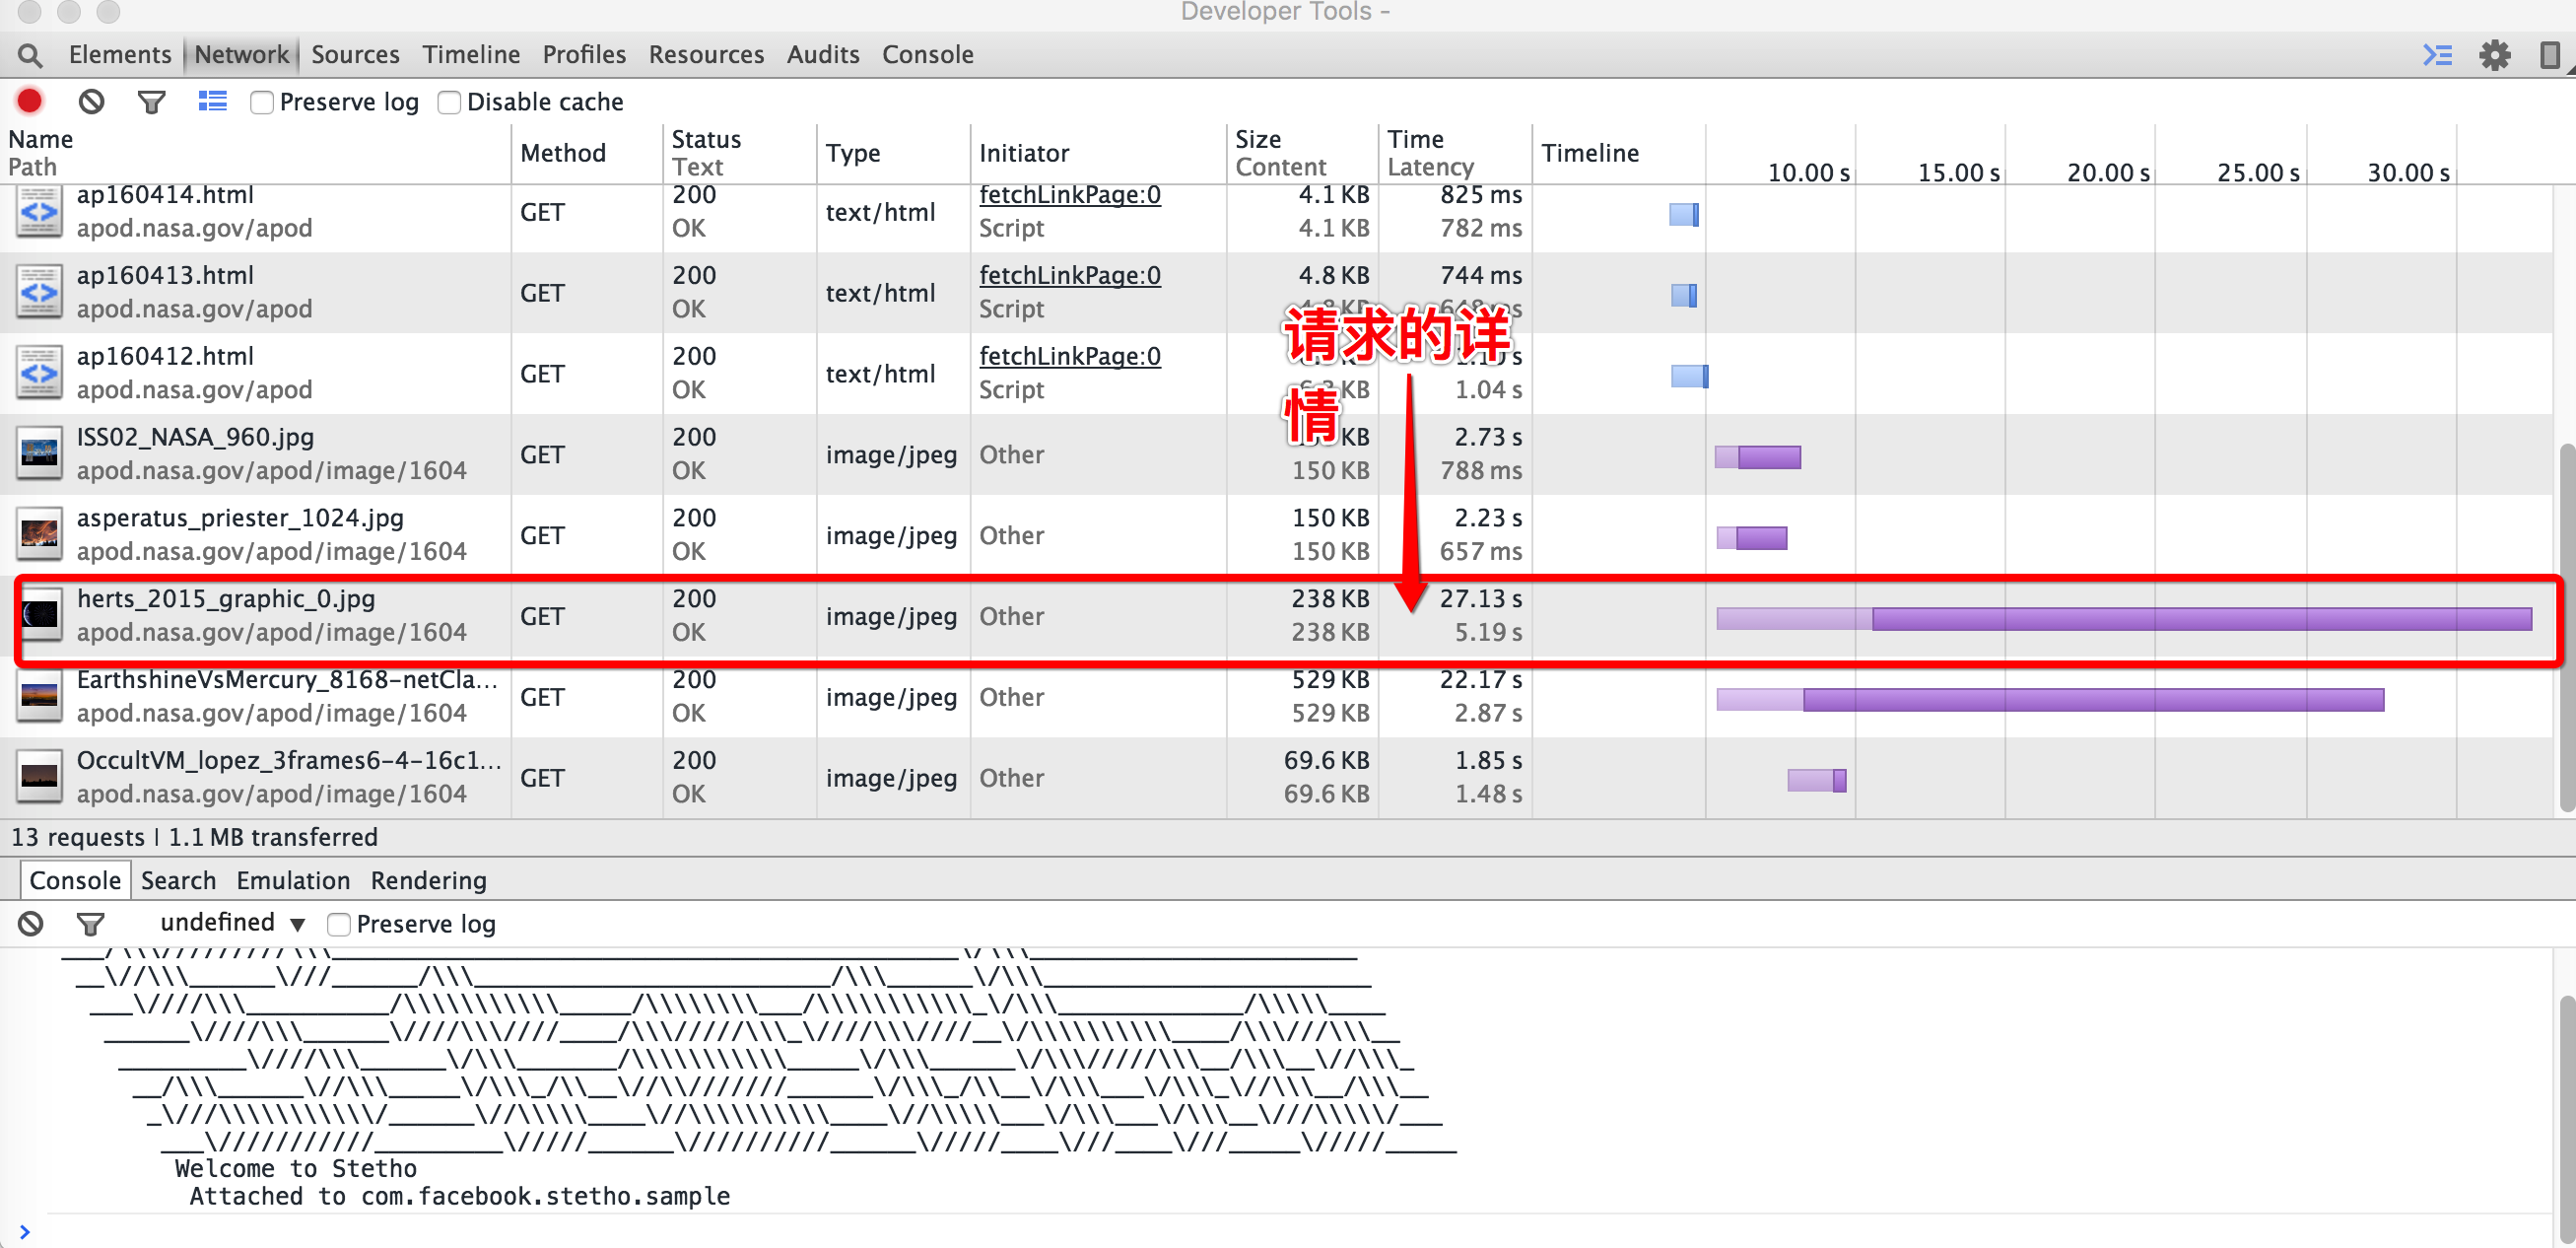 Developer Tools -
Elements Network Sources Timeline Profiles Resources Audits Console
Preserve log Disable cache
Name Path Method Status Text Type Initiator Size Content Time Latency Timeline 10.00 s 15.00 s 20.00 s 25.00 s 30.00 s
ap160414.html 200 fetchLinkPage:0 4.1 KB 825 ms
GET text/html
apod.nasa.gov/apod OK Script 4.1 KB 782 ms
ap160413.html 200 fetchLinkPage:0 4.8 KB 744 ms
GET text/html
apod.nasa.gov/apod OK Script
请求的详
情
ap160412.html 200 fetchLinkPage:0
GET text/html
apod.nasa.gov/apod OK Script 1.04 s
ISS02_NASA_960.jpg 200 KB 2.73 s
GET image/jpeg Other
apod.nasa.gov/apod/image/1604 OK 150 KB 788 ms
asperatus_priester_1024.jpg 200 150 KB 2.23 s
GET image/jpeg Other
apod.nasa.gov/apod/image/1604 OK 150 KB 657 ms
herts_2015_graphic_0.jpg 200 238 KB 27.13 s
GET image/jpeg Other
apod.nasa.gov/apod/image/1604 OK 238 KB 5.19 s
EarthshineVsMercury_8168-netCla... 200 529 KB 22.17 s
GET image/jpeg Other
apod.nasa.gov/apod/image/1604 OK 529 KB 2.87 s
OccultVM_lopez_3frames6-4-16c1... 200 69.6 KB 1.85 s
GET image/jpeg Other
apod.nasa.gov/apod/image/1604 OK 69.6 KB 1.48 s
13 requests | 1.1 MB transferred
Console Search Emulation Rendering
undefined ▼ Preserve log
Welcome to Stetho
Attached to com.facebook.stetho.sample
>